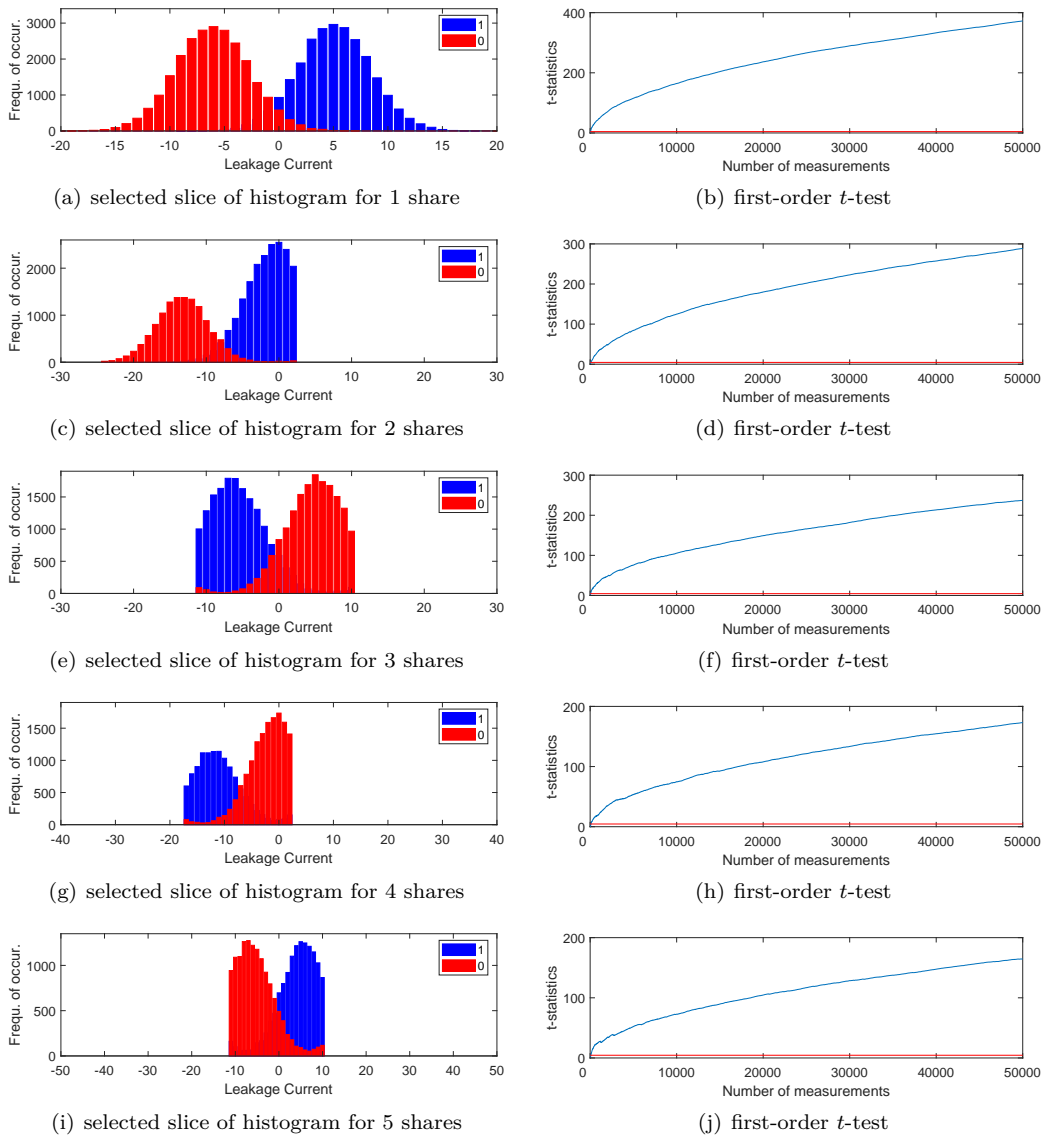 3000
2000
1000
0
Frequ. of occur.
1
0
-20 -15 -10 -5 0 5 10 15 20
Leakage Current
(a) selected slice of histogram for 1 share
400
200
0
t-statistics
0 10000 20000 30000 40000 50000
Number of measurements
(b) first-order t-test
2000
1000
0
Frequ. of occur.
1
0
-30 -20 -10 0 10 20 30
Leakage Current
(c) selected slice of histogram for 2 shares
300
200
100
0
t-statistics
0 10000 20000 30000 40000 50000
Number of measurements
(d) first-order t-test
1500
1000
500
0
Frequ. of occur.
1
0
-30 -20 -10 0 10 20 30
Leakage Current
(e) selected slice of histogram for 3 shares
300
200
100
0
t-statistics
0 10000 20000 30000 40000 50000
Number of measurements
(f) first-order t-test
1500
1000
500
0
Frequ. of occur.
1
0
-40 -30 -20 -10 0 10 20 30 40
Leakage Current
(g) selected slice of histogram for 4 shares
200
100
0
t-statistics
0 10000 20000 30000 40000 50000
Number of measurements
(h) first-order t-test
1000
500
0
Frequ. of occur.
1
0
-50 -40 -30 -20 -10 0 10 20 30 40 50
Leakage Current
(i) selected slice of histogram for 5 shares
200
100
0
t-statistics
0 10000 20000 30000 40000 50000
Number of measurements
(j) first-order t-test